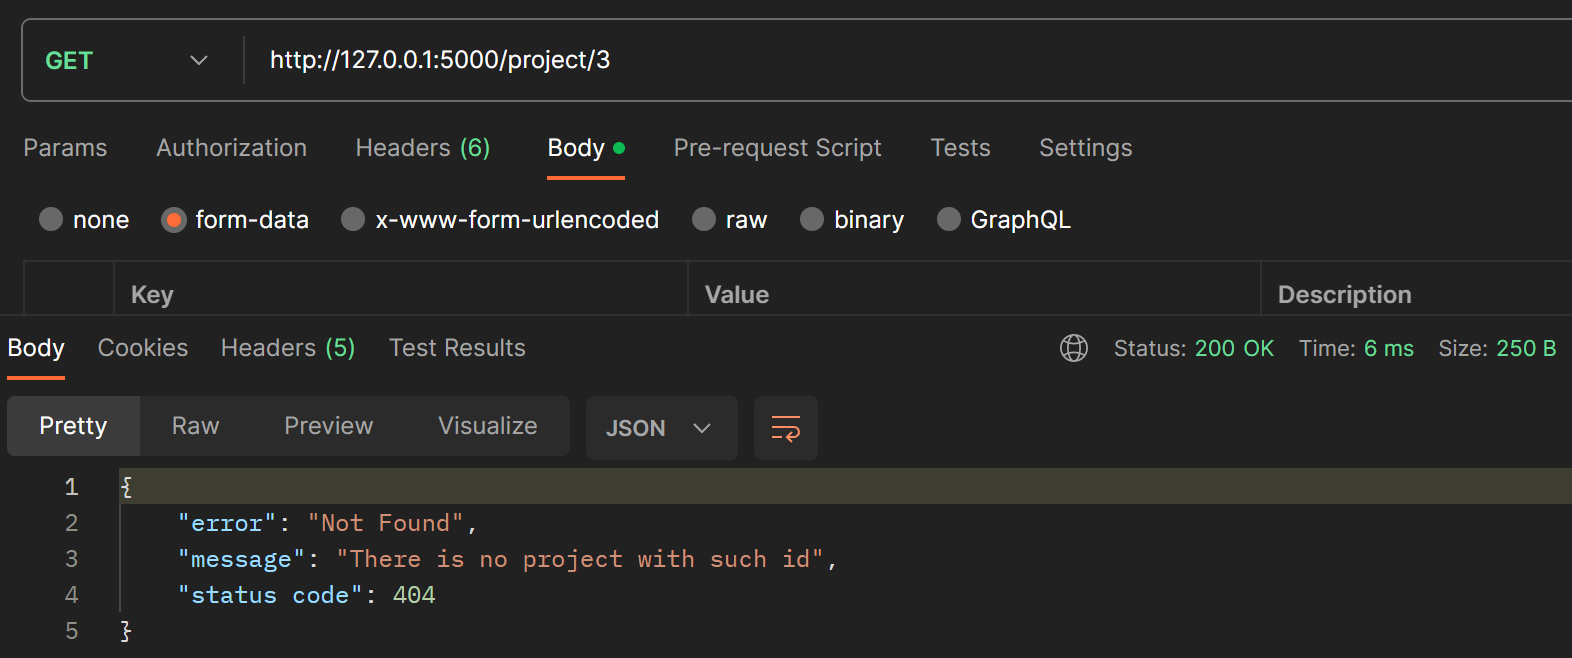 GET http://127.0.0.1:5000/project/3
Params Authorization Headers (6) Body Pre-request Script Tests Settings
none form-data x-www-form-urlencoded raw binary GraphQL
Key Value Description
Body Cookies Headers (5) Test Results Status: 200 OK Time: 6 ms Size: 250 B
Pretty Raw Preview Visualize JSON
1 {
2 "error": "Not Found",
3 "message": "There is no project with such id",
4 "status code": 404
5 }